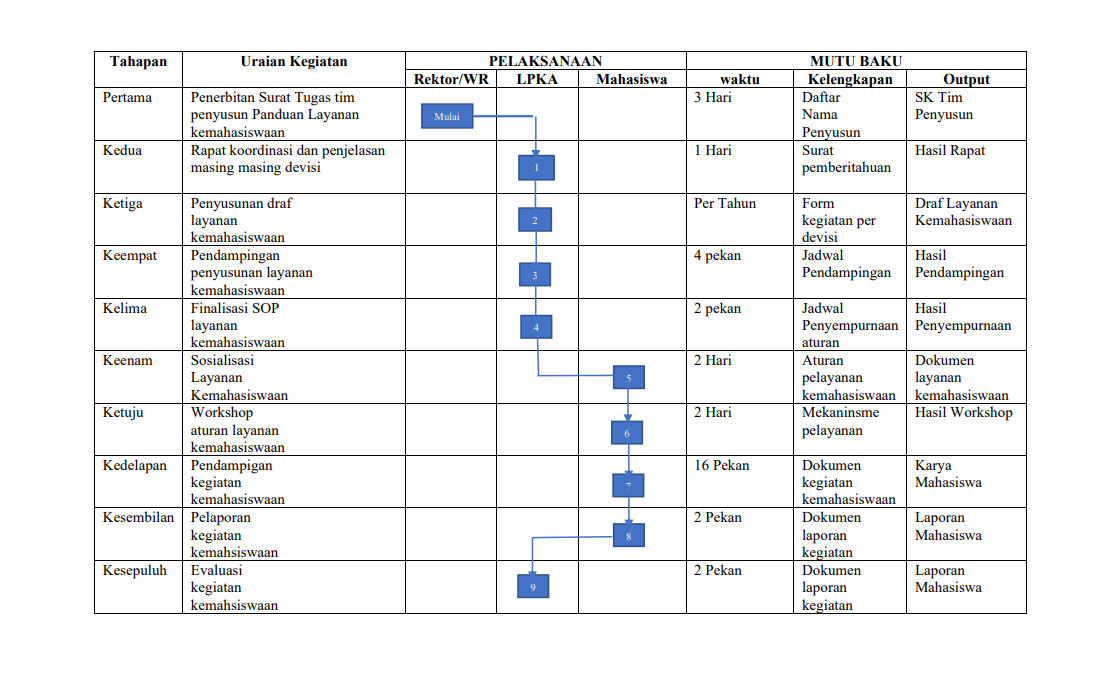 Tahapan Uraian Kegiatan PELAKSANAAN MUTU BAKU
Rektor/WR LPKA Mahasiswa waktu Kelengkapan Output
Pertama Penerbitan Surat Tugas tim 3 Hari Daftar SK Tim
penyusun Panduan Layanan Mulai Nama Penyusun
kemahasiswaan Penyusun
Kedua Rapat koordinasi dan penjelasan 1 Hari Surat Hasil Rapat
masing masing devisi 1 pemberitahuan
Ketiga Penyusunan draf Per Tahun Form Draf Layanan
layanan 2 kegiatan per Kemahasiswaan
kemahasiswaan devisi
Keempat Pendampingan 4 pekan Jadwal Hasil
penyusunan layanan 3 Pendampingan Pendampingan
kemahasiswaan
Kelima Finalisasi SOP 2 pekan Jadwal Hasil
layanan 4 Penyempurnaan Penyempurnaan
kemahasiswaan aturan
Keenam Sosialisasi 2 Hari Aturan Dokumen
Layanan 5 pelayanan layanan
Kemahasiswaan kemahasiswaan kemahasiswaan
Ketuju Workshop 2 Hari Mekaninsme Hasil Workshop
aturan layanan 6 pelayanan
kemahasiswaan
Kedelapan Pendampigan 16 Pekan Dokumen Karya
kegiatan 7 kegiatan Mahasiswa
kemahasiswaan kemahasiswaan
Kesembilan Pelaporan 2 Pekan Dokumen Laporan
kegiatan 8 laporan Mahasiswa
kemahsiswaan kegiatan
Kesepuluh Evaluasi 2 Pekan Dokumen Laporan
kegiatan 9 laporan Mahasiswa
kemahsiswaan kegiatan